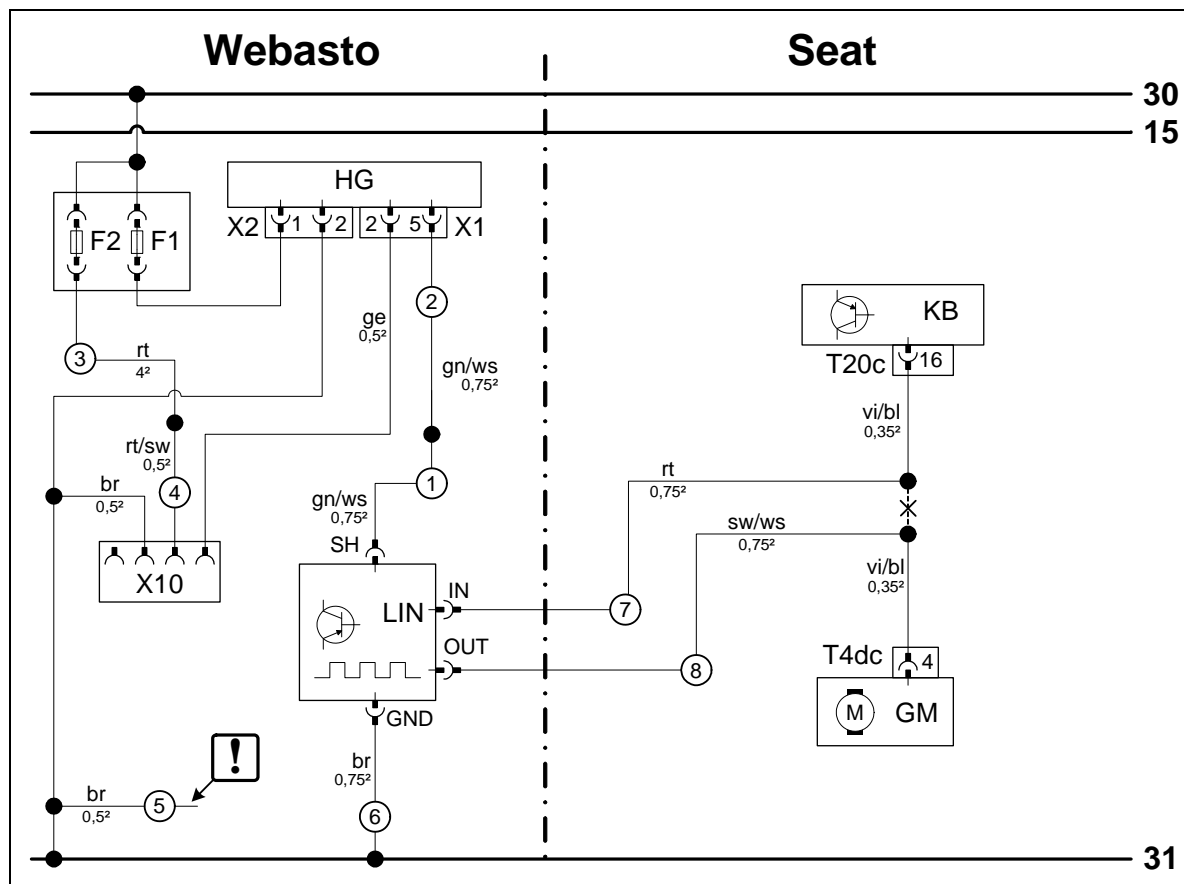 Webasto Seat
30
15
HG
X2 1 2 2 5 X1
F2 F1
2
KB
ge
0,5²
3 rt
4²
gn/ws
0,75²
T20c 16
vi/bl
0,35²
rt/sw
0,5²
4
1
rt
0,75²
br
0,5²
gn/ws
0,75²
sw/ws
0,75²
SH
X10
vi/bl
0,35²
IN
LIN
7
OUT
T4dc 4
8
GND
M GM
!
br
0,75²
br
0,5²
5
6
31